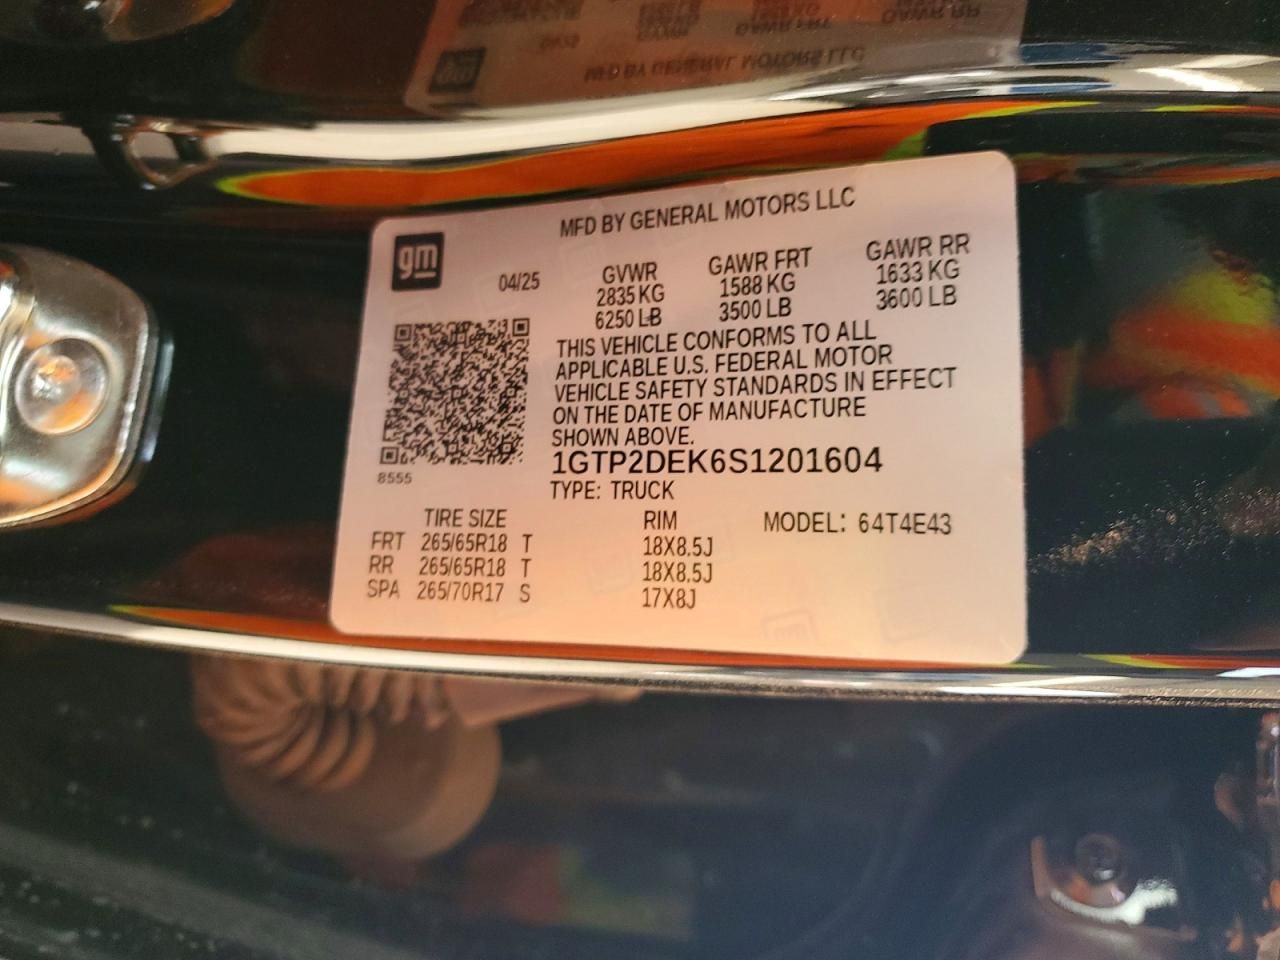 MFD BY GENERAL MOTORS LLC
gm
04/25
GVWR GAWR FRT GAWR RR
2835 KG 1588 KG 1633 KG
6250 LB 3500 LB 3600 LB
THIS VEHICLE CONFORMS TO ALL
APPLICABLE U.S. FEDERAL MOTOR
VEHICLE SAFETY STANDARDS IN EFFECT
ON THE DATE OF MANUFACTURE
SHOWN ABOVE.
8555
1GTP2DEK6S1201604
TYPE: TRUCK
TIRE SIZE RIM MODEL: 64T4E43
FRT 265/65R18 T 18X8.5J
RR 265/65R18 T 18X8.5J
SPA 265/70R17 S 17X8J